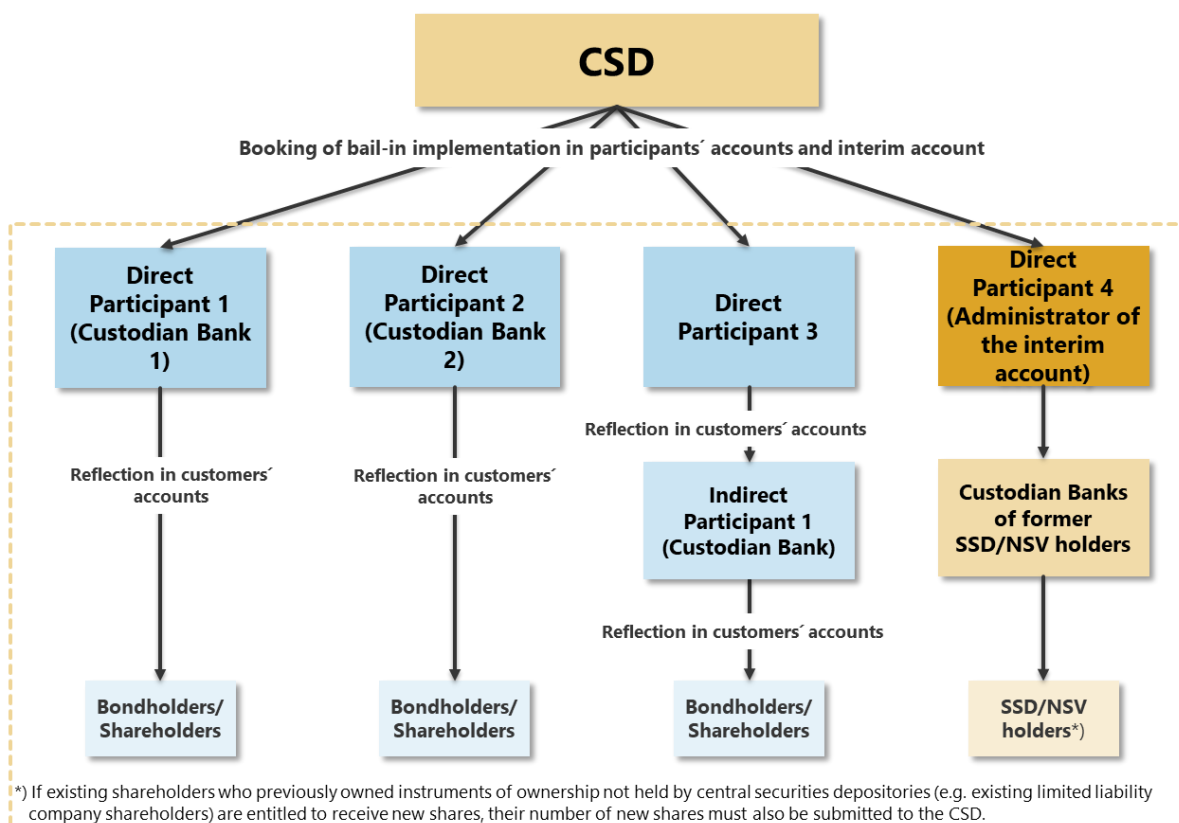 CSD
Booking of bail-in implementation in participants´ accounts and interim account
Direct
Participant 1
(Custodian Bank
1)
Direct
Participant 2
(Custodian Bank
2)
Direct
Participant 3
Direct
Participant 4
(Administrator of
the interim
account)
Reflection in customers´
accounts
Reflection in customers´
accounts
Reflection in customers´ accounts
Indirect
Participant 1
(Custodian Bank)
Custodian Banks
of former
SSD/NSV holders
Reflection in customers´ accounts
Bondholders/
Shareholders
Bondholders/
Shareholders
Bondholders/
Shareholders
SSD/NSV
holders*)
*) If existing shareholders who previously owned instruments of ownership not held by central securities depositories (e.g. existing limited liability
company shareholders) are entitled to receive new shares, their number of new shares must also be submitted to the CSD.